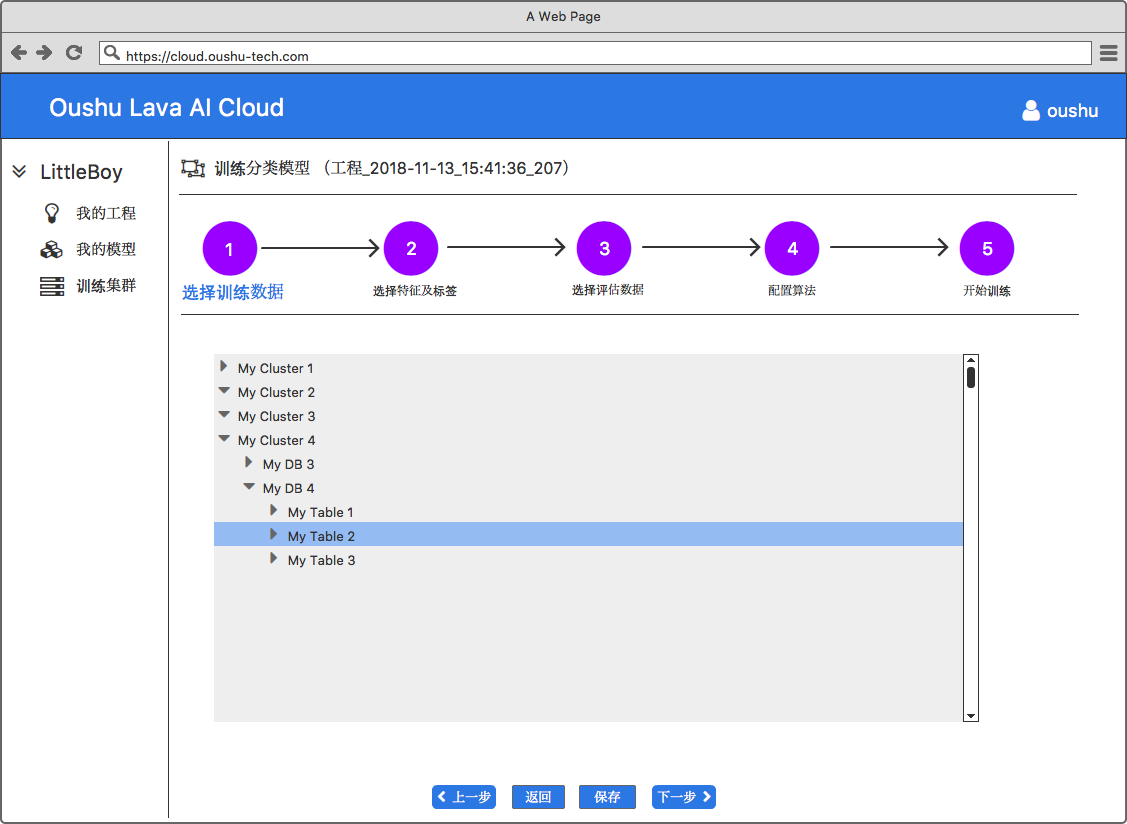 A Web Page
https://cloud.oushu-tech.com
Oushu Lava AI Cloud
oushu
LittleBoy
我的工程
我的模型
训练集群
训练分类模型 （工程_2018-11-13_15:41:36_207）
1
2
3
4
5
选择训练数据
选择特征及标签
选择评估数据
配置算法
开始训练
My Cluster 1
My Cluster 2
My Cluster 3
My Cluster 4
My DB 3
My DB 4
My Table 1
My Table 2
My Table 3
上一步
返回
保存
下一步